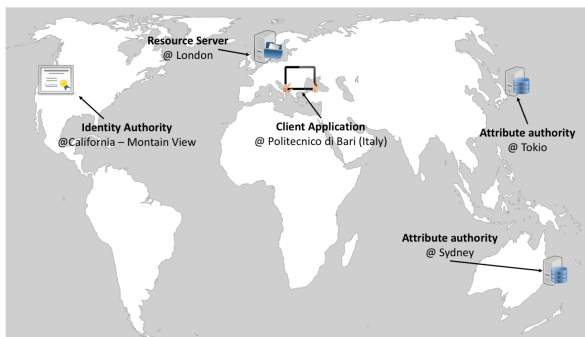 Resource Server
@ London
Identity Authority
@California – Montain View
Client Application
@ Politecnico di Bari (Italy)
Attribute authority
@ Tokio
Attribute authority
@ Sydney